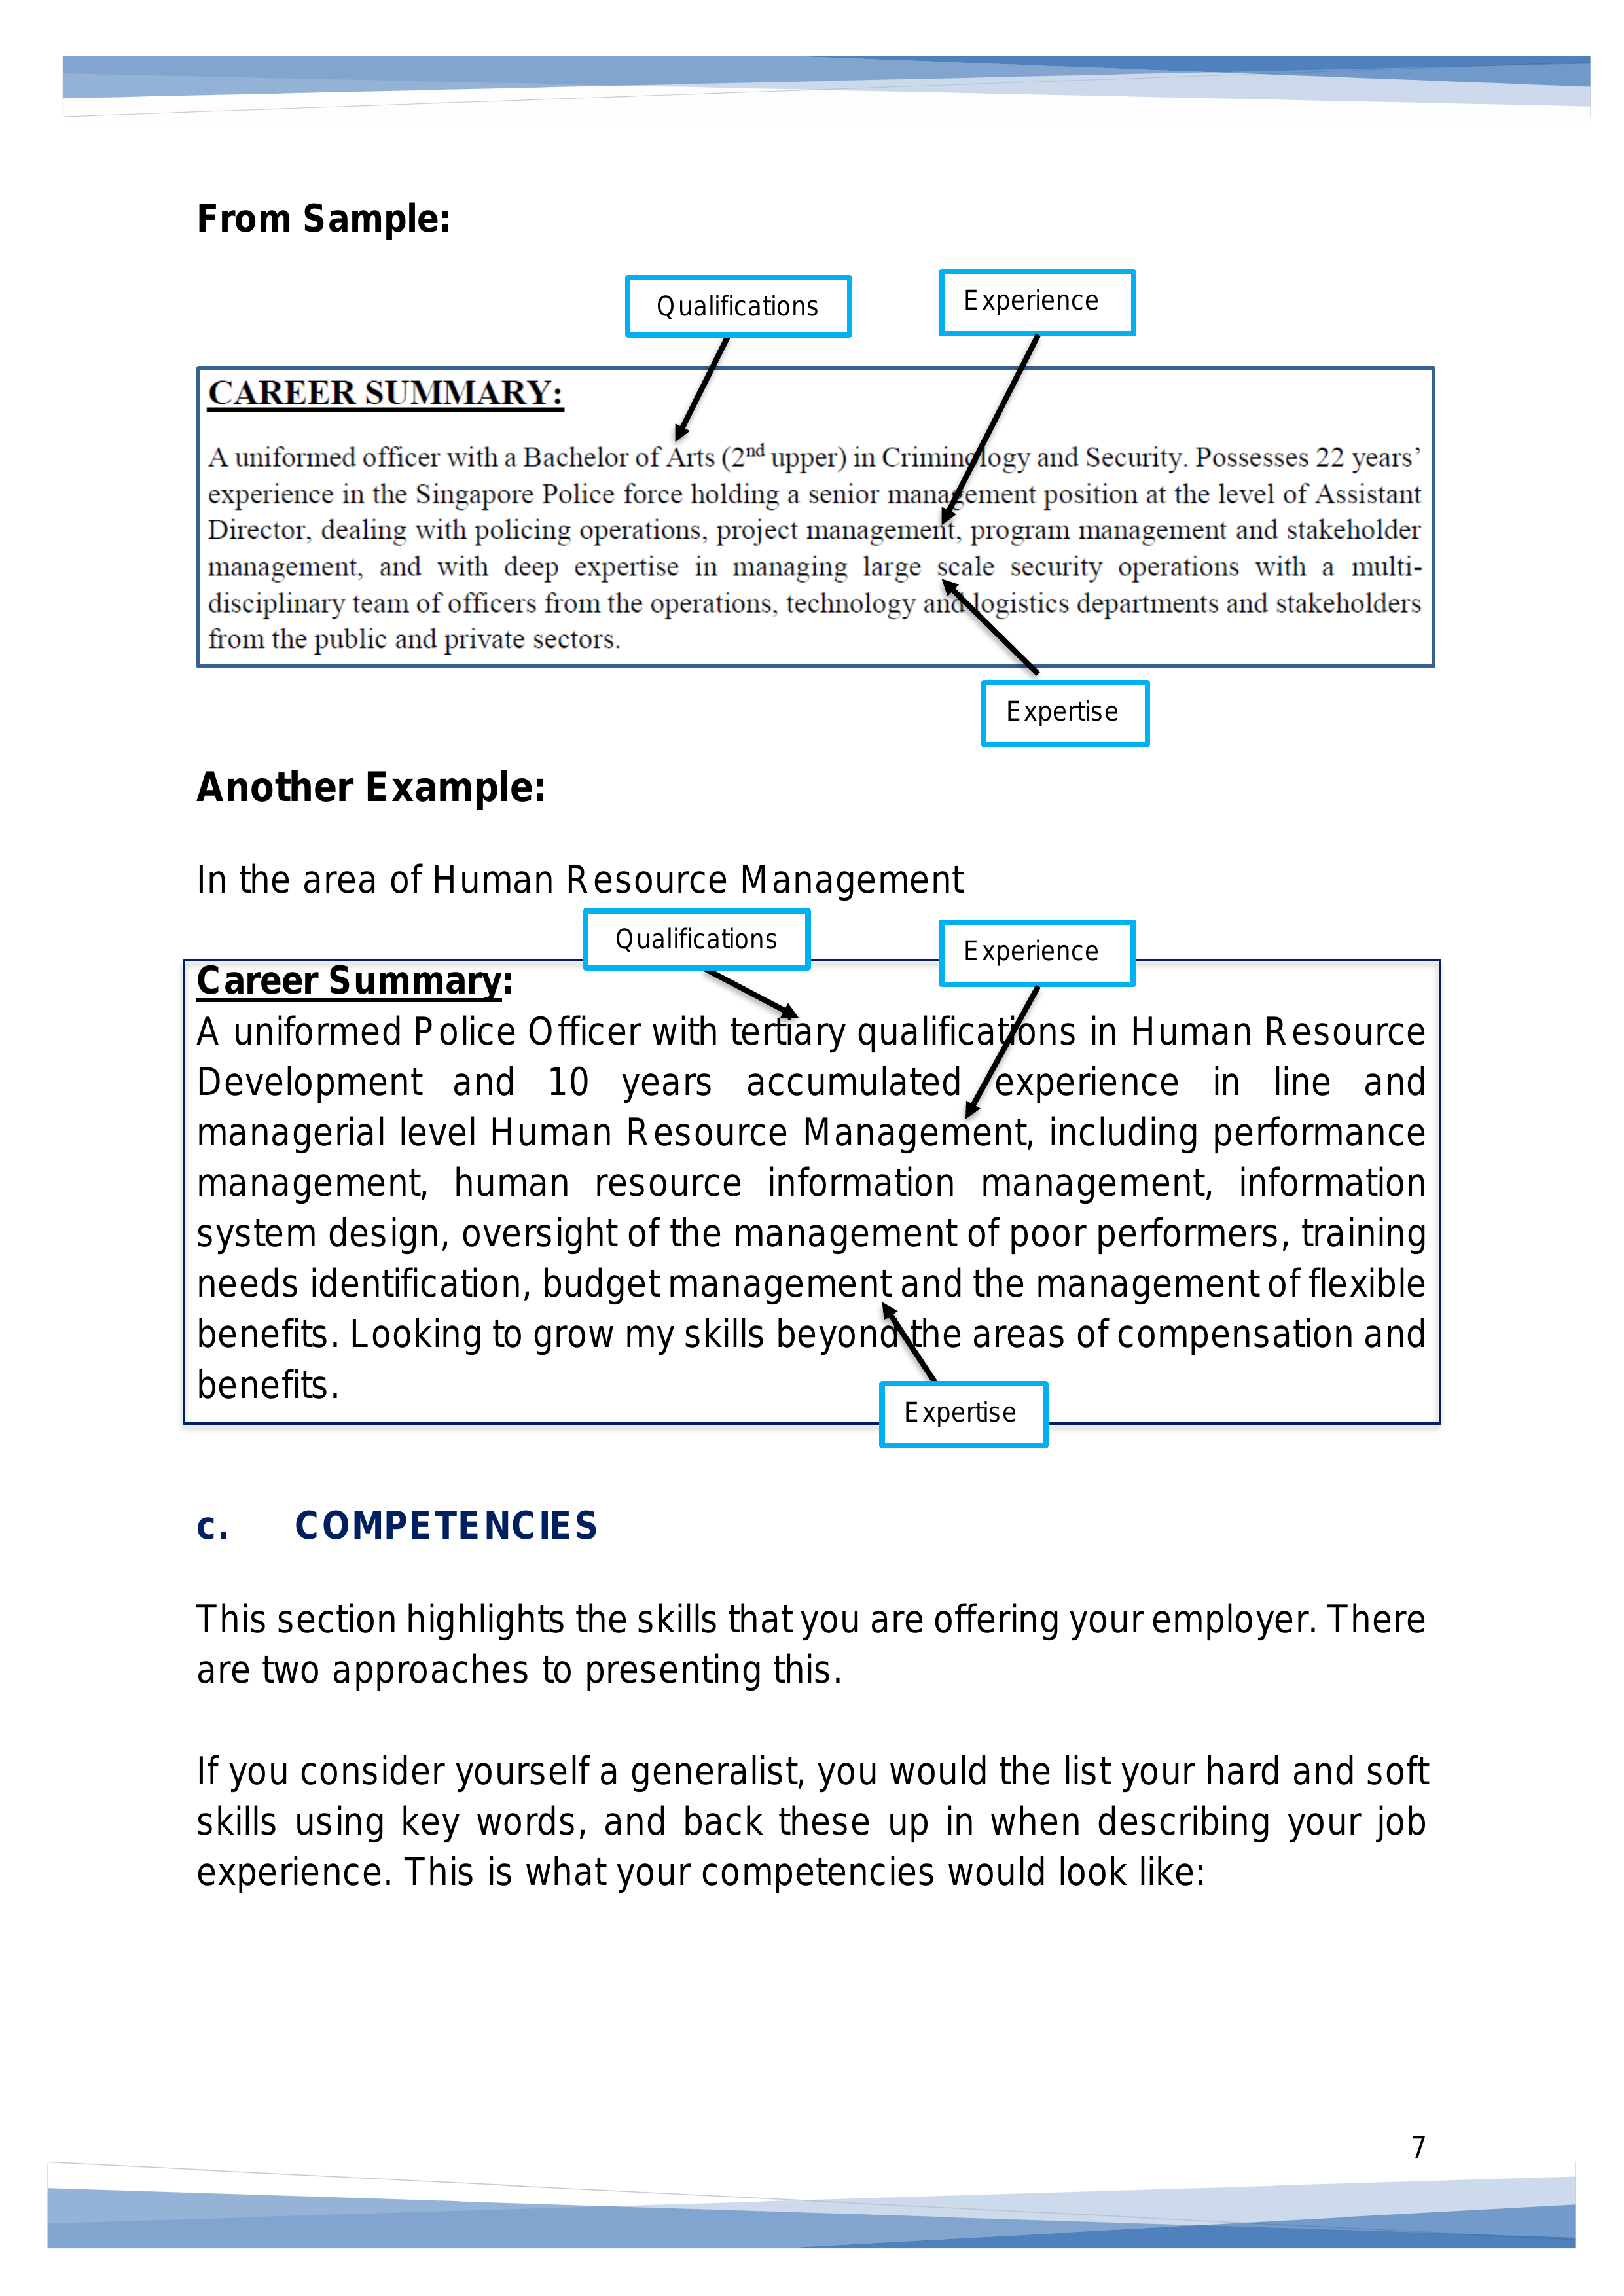 From Sample:
Qualifications
Experience
CAREER SUMMARY:
A uniformed officer with a Bachelor of Arts (2nd upper) in Criminology and Security. Possesses 22 years'
experience in the Singapore Police force holding a senior management position at the level of Assistant
Director, dealing with policing operations, project management, program management and stakeholder
management, and with deep expertise in managing large scale security operations with a multi-
disciplinary team of officers from the operations, technology and logistics departments and stakeholders
from the public and private sectors.
Expertise
Another Example:
In the area of Human Resource Management
Qualifications
Experience
Career Summary:
A uniformed Police Officer with tertiary qualifications in Human Resource
Development and 10 years accumulated experience in line and
managerial level Human Resource Management, including performance
management, human resource information management, information
system design, oversight of the management of poor performers, training
needs identification, budget management and the management of flexible
benefits. Looking to grow my skills beyond the areas of compensation and
benefits.
Expertise
c. COMPETENCIES
This section highlights the skills that you are offering your employer. There
are two approaches to presenting this.
If you consider yourself a generalist, you would the list your hard and soft
skills using key words, and back these up in when describing your job
experience. This is what your competencies would look like:
7